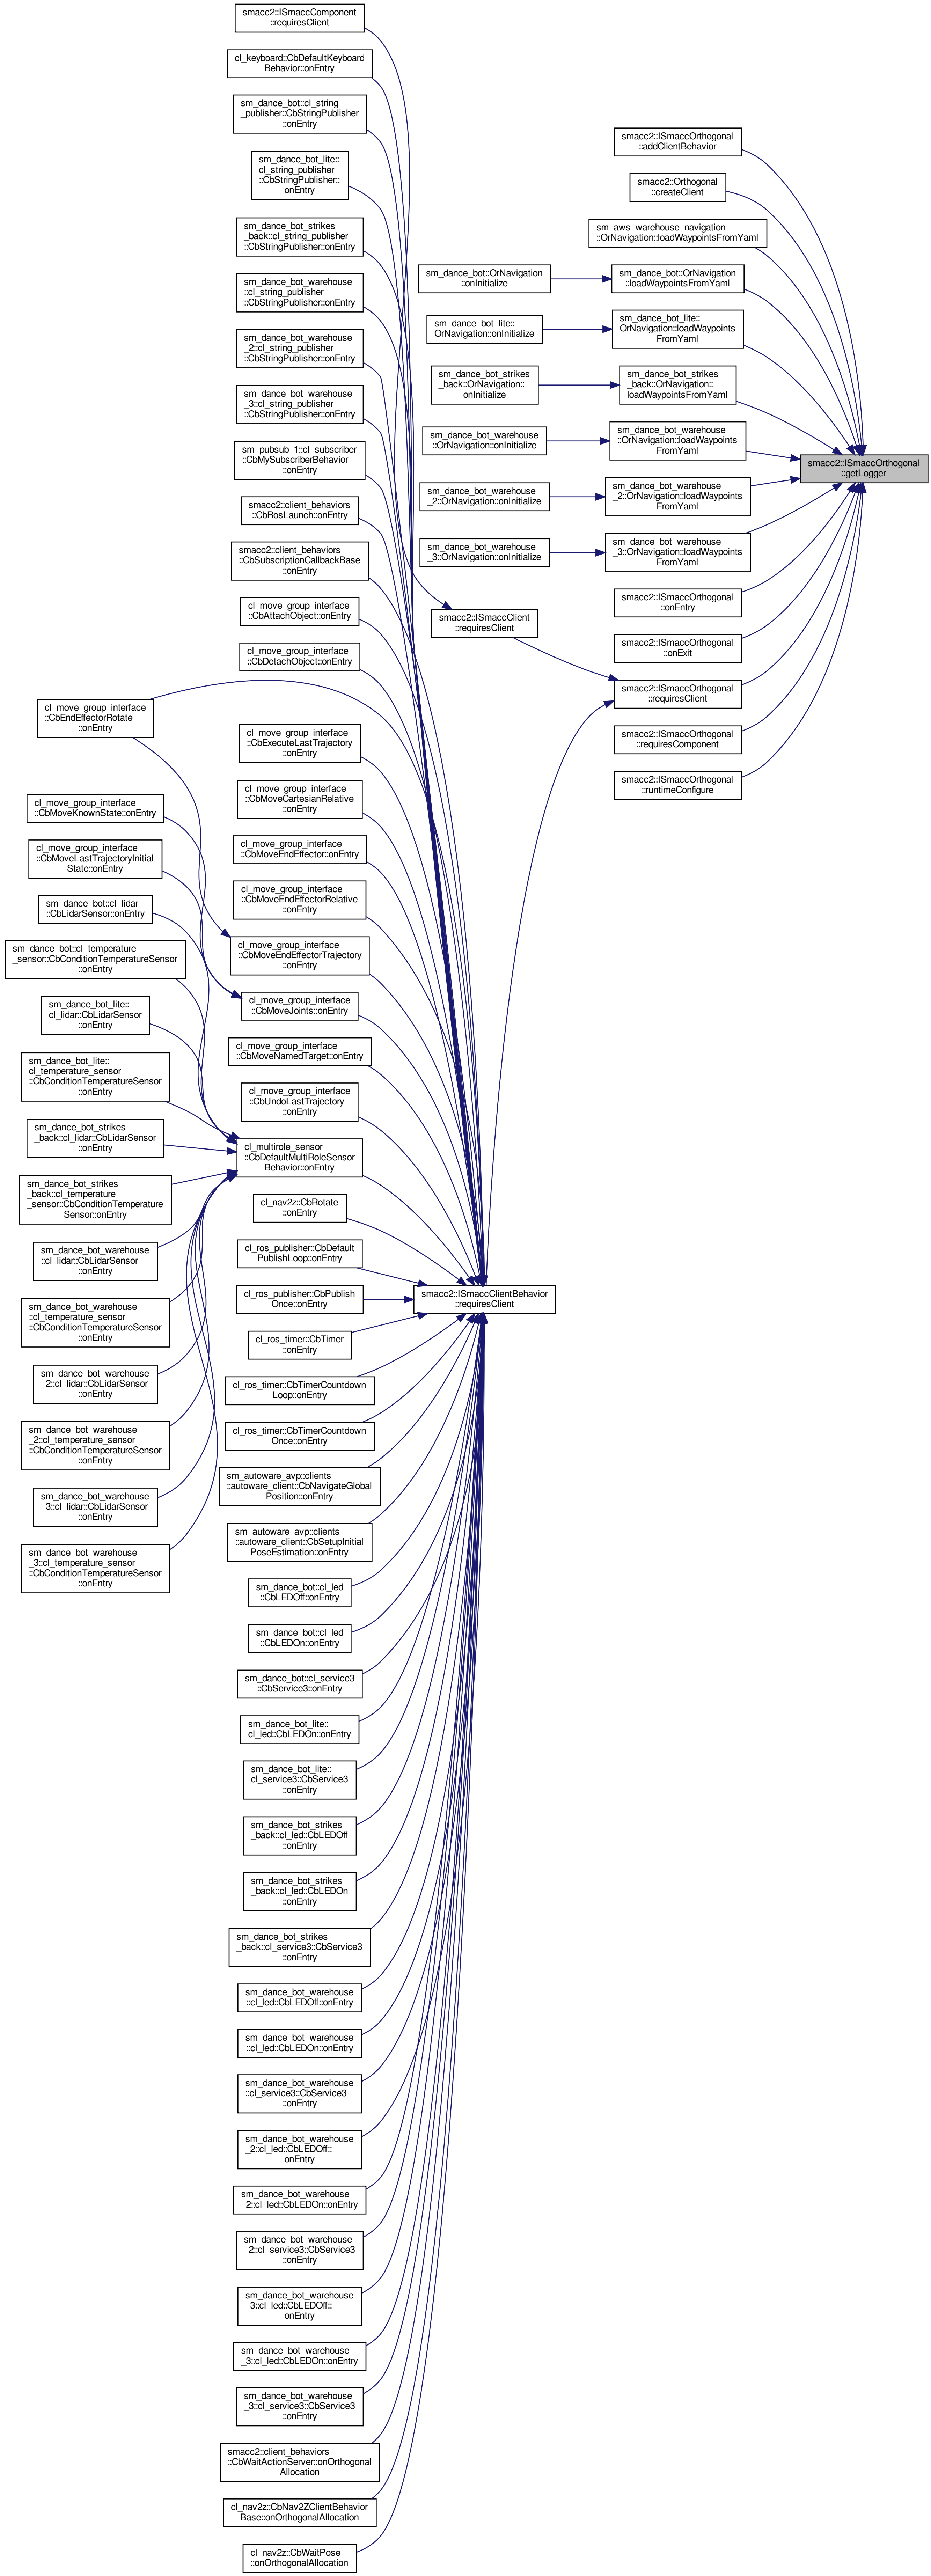 smacc2::ISmaccComponent
::requiresClient
cl_keyboard::CbDefaultKeyboard
Behavior::onEntry
sm_dance_bot::cl_string
_publisher::CbStringPublisher
::onEntry
sm_dance_bot_lite::
cl_string_publisher
::CbStringPublisher::
onEntry
sm_dance_bot_strikes
_back::cl_string_publisher
::CbStringPublisher::onEntry
sm_dance_bot_warehouse
::cl_string_publisher
::CbStringPublisher::onEntry
sm_dance_bot_warehouse
_2::cl_string_publisher
::CbStringPublisher::onEntry
sm_dance_bot_warehouse
_3::cl_string_publisher
::CbStringPublisher::onEntry
sm_pubsub_1::cl_subscriber
::CbMySubscriberBehavior
::onEntry
smacc2::client_behaviors
::CbRosLaunch::onEntry
smacc2::client_behaviors
::CbSubscriptionCallbackBase
::onEntry
cl_move_group_interface
::CbAttachObject::onEntry
cl_move_group_interface
::CbDetachObject::onEntry
cl_move_group_interface
::CbEndEffectorRotate
::onEntry
cl_move_group_interface
::CbExecuteLastTrajectory
::onEntry
cl_move_group_interface
::CbMoveCartesianRelative
::onEntry
cl_move_group_interface
::CbMoveKnownState::onEntry
cl_move_group_interface
::CbMoveEndEffector::onEntry
cl_move_group_interface
::CbMoveLastTrajectoryInitial
State::onEntry
cl_move_group_interface
::CbMoveEndEffectorRelative
::onEntry
sm_dance_bot::cl_lidar
::CbLidarSensor::onEntry
cl_move_group_interface
::CbMoveEndEffectorTrajectory
::onEntry
sm_dance_bot::cl_temperature
_sensor::CbConditionTemperatureSensor
::onEntry
cl_move_group_interface
::CbMoveJoints::onEntry
sm_dance_bot_lite::
cl_lidar::CbLidarSensor
::onEntry
cl_move_group_interface
::CbMoveNamedTarget::onEntry
sm_dance_bot_lite::
cl_temperature_sensor
::CbConditionTemperatureSensor
::onEntry
cl_move_group_interface
::CbUndoLastTrajectory
::onEntry
sm_dance_bot_strikes
_back::cl_lidar::CbLidarSensor
::onEntry
cl_multirole_sensor
::CbDefaultMultiRoleSensor
Behavior::onEntry
sm_dance_bot_strikes
_back::cl_temperature
_sensor::CbConditionTemperature
Sensor::onEntry
cl_nav2z::CbRotate
::onEntry
sm_dance_bot_warehouse
::cl_lidar::CbLidarSensor
::onEntry
cl_ros_publisher::CbDefault
PublishLoop::onEntry
cl_ros_publisher::CbPublish
Once::onEntry
sm_dance_bot_warehouse
::cl_temperature_sensor
::CbConditionTemperatureSensor
::onEntry
cl_ros_timer::CbTimer
::onEntry
sm_dance_bot_warehouse
_2::cl_lidar::CbLidarSensor
::onEntry
cl_ros_timer::CbTimerCountdown
Loop::onEntry
sm_dance_bot_warehouse
_2::cl_temperature_sensor
::CbConditionTemperatureSensor
::onEntry
cl_ros_timer::CbTimerCountdown
Once::onEntry
sm_dance_bot_warehouse
_3::cl_lidar::CbLidarSensor
::onEntry
sm_autoware_avp::clients
::autoware_client::CbNavigateGlobal
Position::onEntry
sm_dance_bot_warehouse
_3::cl_temperature_sensor
::CbConditionTemperatureSensor
::onEntry
sm_autoware_avp::clients
::autoware_client::CbSetupInitial
PoseEstimation::onEntry
sm_dance_bot::cl_led
::CbLEDOff::onEntry
sm_dance_bot::cl_led
::CbLEDOn::onEntry
sm_dance_bot::cl_service3
::CbService3::onEntry
sm_dance_bot_lite::
cl_led::CbLEDOn::onEntry
sm_dance_bot_lite::
cl_service3::CbService3
::onEntry
sm_dance_bot_strikes
_back::cl_led::CbLEDOff
::onEntry
sm_dance_bot_strikes
_back::cl_led::CbLEDOn
::onEntry
sm_dance_bot_strikes
_back::cl_service3::CbService3
::onEntry
sm_dance_bot_warehouse
::cl_led::CbLEDOff::onEntry
sm_dance_bot_warehouse
::cl_led::CbLEDOn::onEntry
sm_dance_bot_warehouse
::cl_service3::CbService3
::onEntry
sm_dance_bot_warehouse
_2::cl_led::CbLEDOff::
onEntry
sm_dance_bot_warehouse
_2::cl_led::CbLEDOn::onEntry
sm_dance_bot_warehouse
_2::cl_service3::CbService3
::onEntry
sm_dance_bot_warehouse
_3::cl_led::CbLEDOff::
onEntry
sm_dance_bot_warehouse
_3::cl_led::CbLEDOn::onEntry
sm_dance_bot_warehouse
_3::cl_service3::CbService3
::onEntry
smacc2::client_behaviors
::CbWaitActionServer::onOrthogonal
Allocation
cl_nav2z::CbNav2ZClientBehavior
Base::onOrthogonalAllocation
cl_nav2z::CbWaitPose
::onOrthogonalAllocation
smacc2::ISmaccClientBehavior
::requiresClient
smacc2::ISmaccClient
::requiresClient
sm_dance_bot::OrNavigation
::onInitialize
sm_dance_bot_lite::
OrNavigation::onInitialize
sm_dance_bot_strikes
_back::OrNavigation::
onInitialize
sm_dance_bot_warehouse
::OrNavigation::onInitialize
sm_dance_bot_warehouse
_2::OrNavigation::onInitialize
sm_dance_bot_warehouse
_3::OrNavigation::onInitialize
smacc2::ISmaccOrthogonal
::addClientBehavior
smacc2::Orthogonal
::createClient
sm_aws_warehouse_navigation
::OrNavigation::loadWaypointsFromYaml
sm_dance_bot::OrNavigation
::loadWaypointsFromYaml
sm_dance_bot_lite::
OrNavigation::loadWaypoints
FromYaml
sm_dance_bot_strikes
_back::OrNavigation::
loadWaypointsFromYaml
sm_dance_bot_warehouse
::OrNavigation::loadWaypoints
FromYaml
sm_dance_bot_warehouse
_2::OrNavigation::loadWaypoints
FromYaml
sm_dance_bot_warehouse
_3::OrNavigation::loadWaypoints
FromYaml
smacc2::ISmaccOrthogonal
::onEntry
smacc2::ISmaccOrthogonal
::onExit
smacc2::ISmaccOrthogonal
::requiresClient
smacc2::ISmaccOrthogonal
::requiresComponent
smacc2::ISmaccOrthogonal
::runtimeConfigure
smacc2::ISmaccOrthogonal
::getLogger